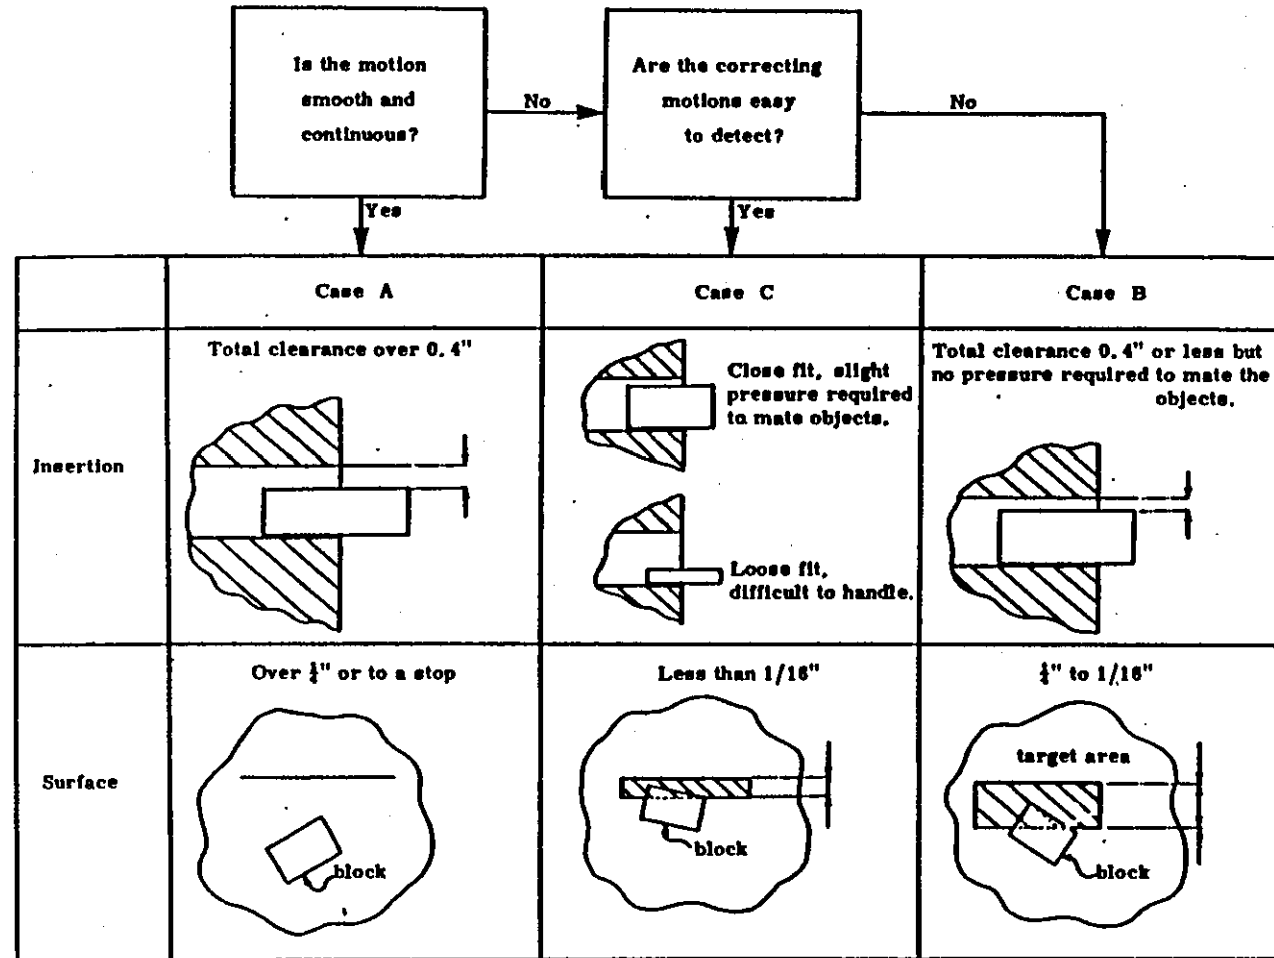 Is the motion
smooth and
continuous?
No
Are the correcting
motions easy
to detect?
No
Yes
Yes
Case A
Case C
Case B
Insertion
Total clearance over 0.4"
Close fit, slight
pressure required
to mate objects.
Loose fit,
difficult to handle.
Total clearance 0.4" or less but
no pressure required to mate the
objects.
Surface
Over ¼" or to a stop
block
Less than 1/16"
block
¼" to 1/16"
target area
block